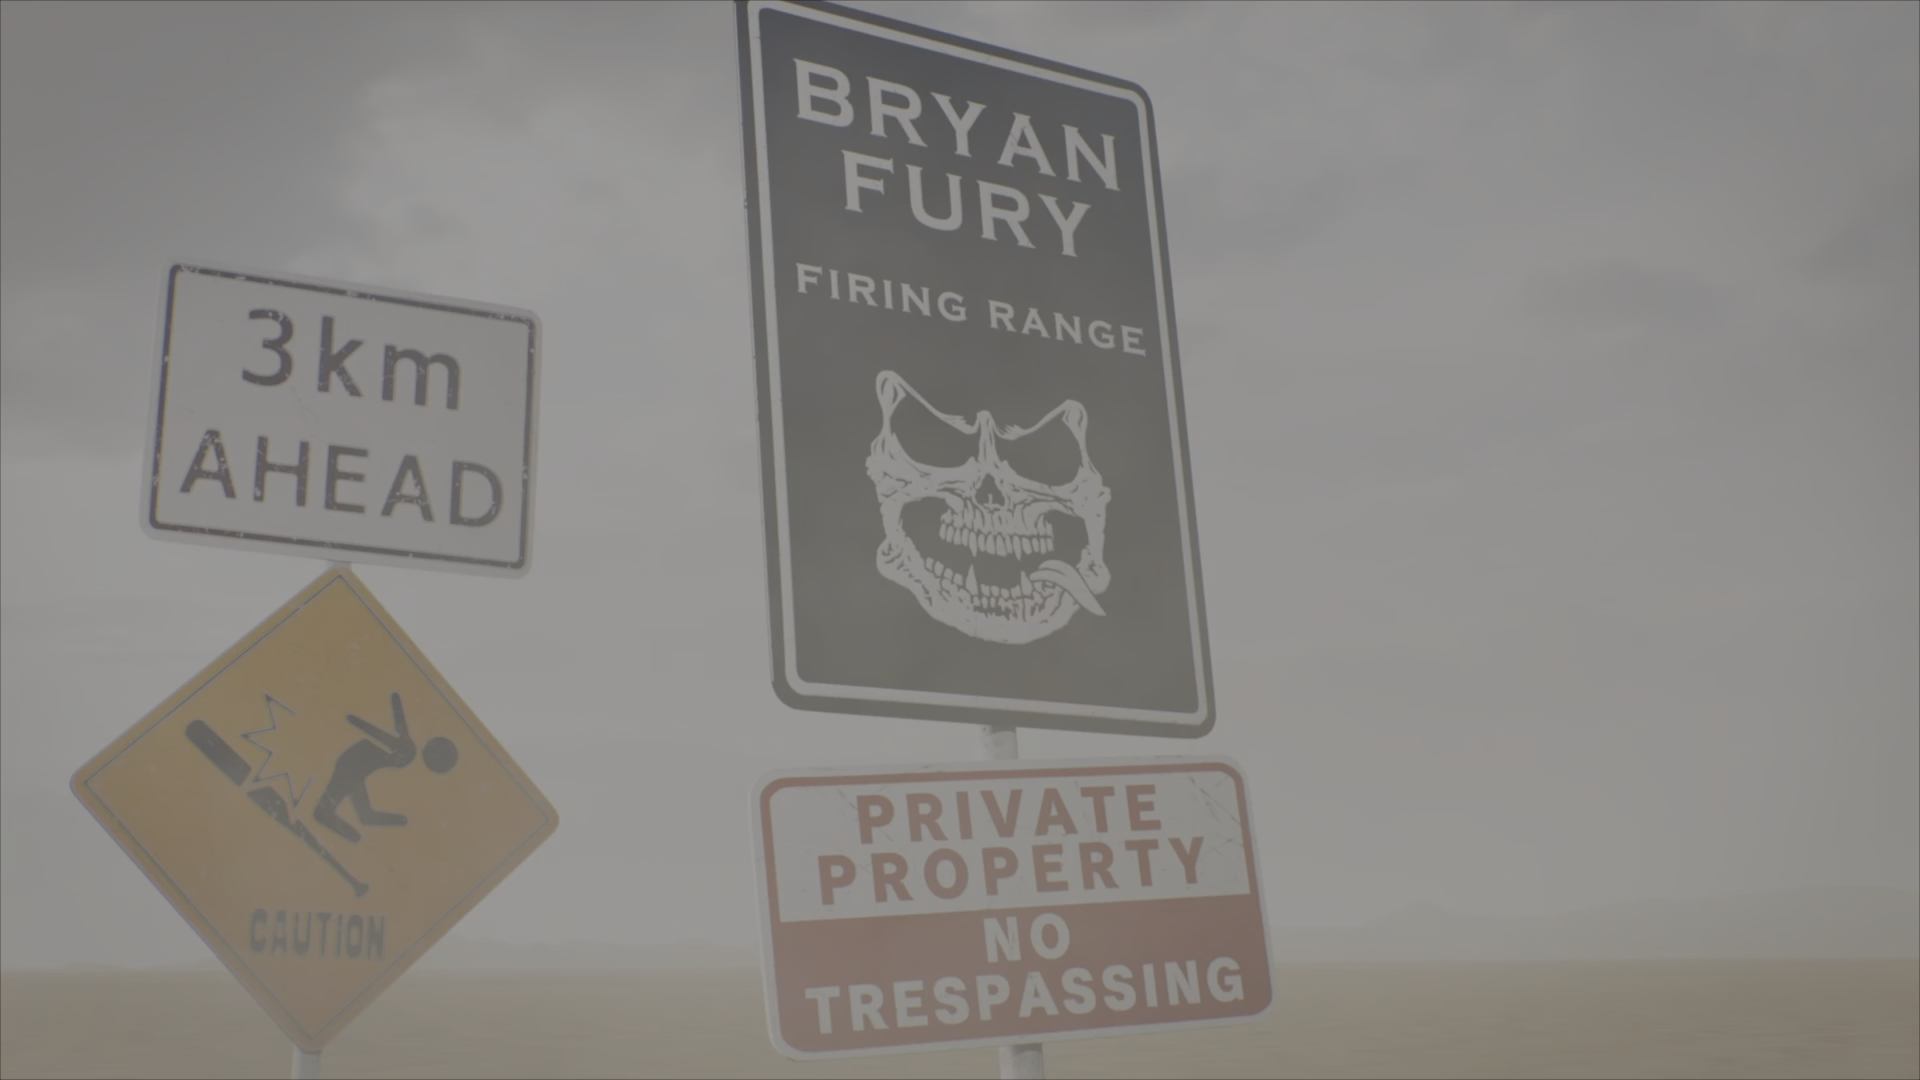 3km
AHEAD
CAUTION
BRYAN
FURY
FIRING RANGE
PRIVATE
PROPERTY
NO
TRESPASSING